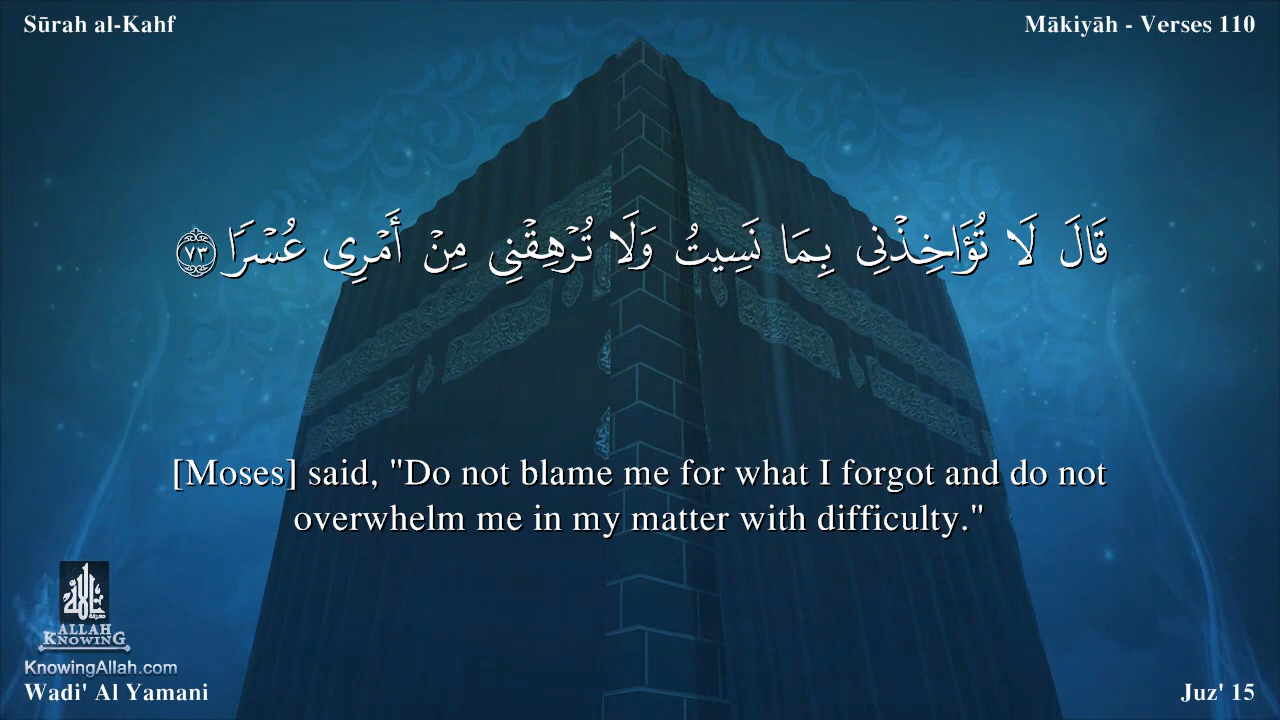 Sūrah al-Kahf
Mākiyāh - Verses 110
قَالَ لَا تُؤَاخِذْنِى بِمَا نَسِيتُ وَلَا تُرْهِقْنِى مِنْ أَمْرِى عُسْرًا ٧٣
[Moses] said, "Do not blame me for what I forgot and do not
overwhelm me in my matter with difficulty."
ALLAH
KNOWING
KnowingAllah.com
Wadi' Al Yamani
Juz' 15